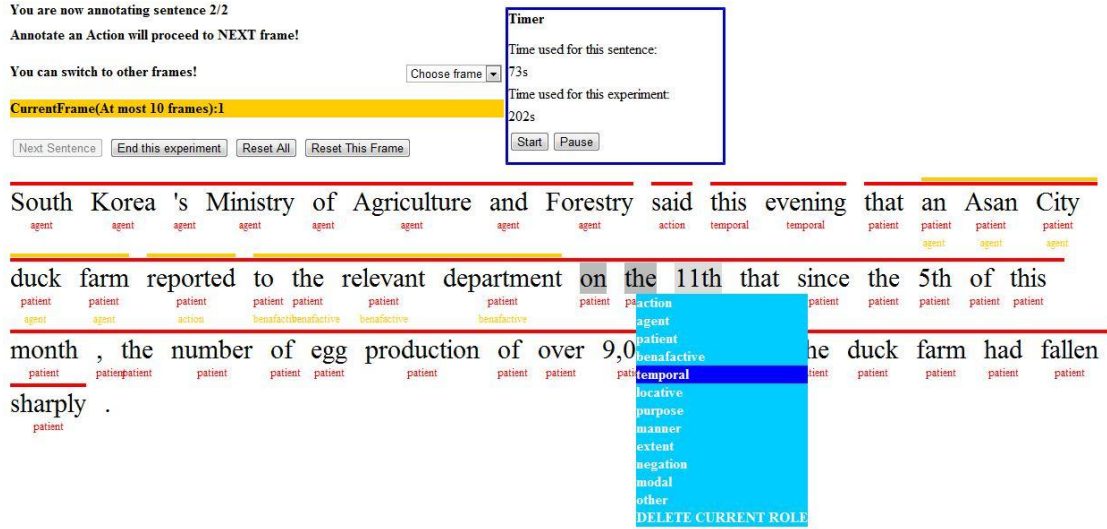 You are now annotating sentence 2/2
Annotate an Action will proceed to NEXT frame!
You can switch to other frames!
Choose frame
CurrentFrame(At most 10 frames):1
Next Sentence End this experiment Reset All Reset This Frame
Timer
Time used for this sentence:
73s
Time used for this experiment:
202s
Start Pause
South Korea 's Ministry of Agriculture and Forestry said this evening that an Asan City
agent agent agent agent agent agent agent agent action temporal temporal patient patient patient patient
agent agent agent
duck farm reported to the relevant department on the 11th that since the 5th of this
patient patient patient patient patient patient patient patient patient patient patient patient patient
agent agent action benafactive benafactive benafactive benafactive
month , the number of egg production of over 9,0 he duck farm had fallen
patient patient patient patient patient patient patient patient patient patient patient patient patient
sharply .
patient
action
agent
patient
benafactive
temporal
locative
purpose
manner
extent
negation
modal
other
DELETE CURRENT ROLE